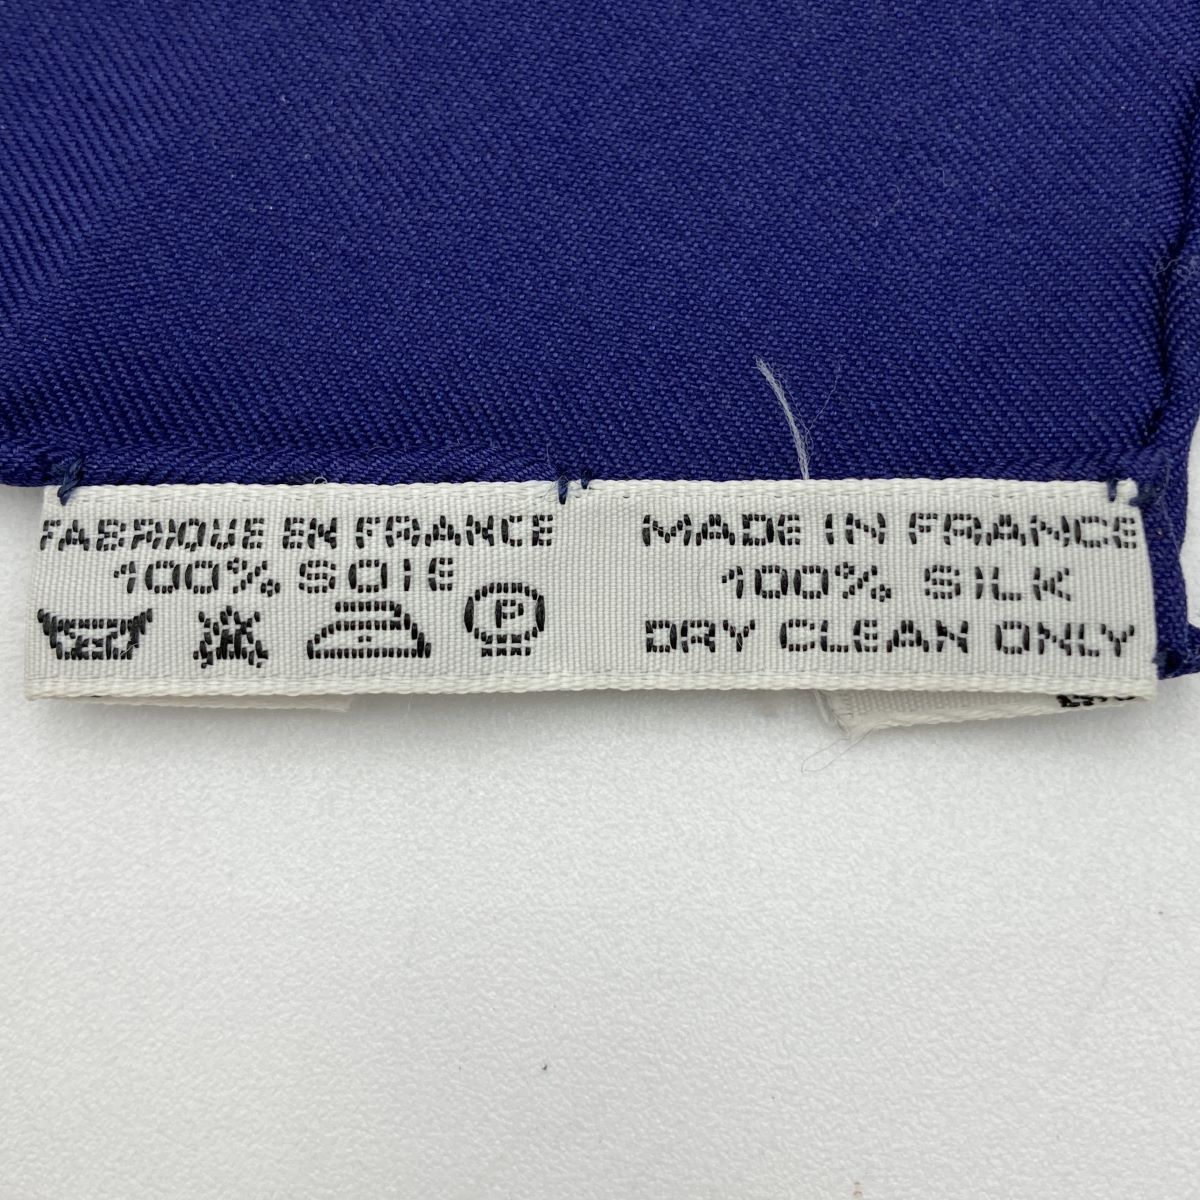 FABRIQUE EN FRANCE
100% SOIE
P
MADE IN FRANCE
100% SILK
DRY CLEAN ONLY